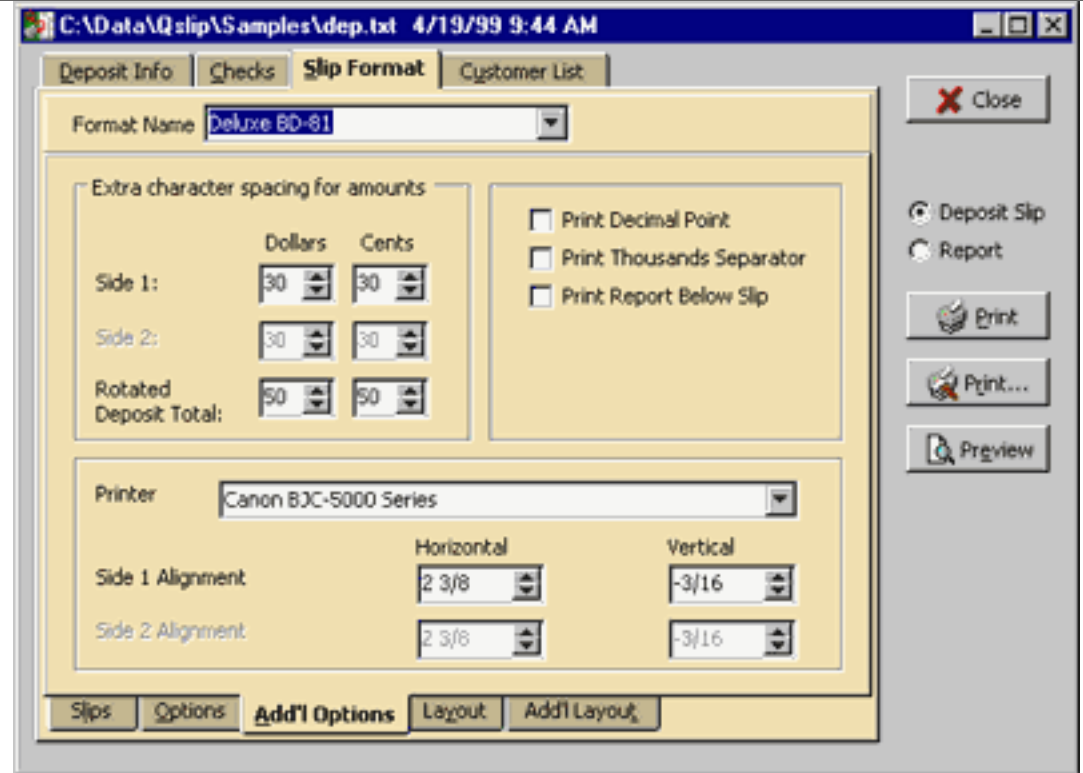 C:\Data\Qslip\Samples\dep.txt 4/19/99 9:44 AM
Deposit Info Checks Slip Format Customer List
Close
Format Name Deluxe BD-81
Extra character spacing for amounts
Dollars Cents
Side 1: 30 30
Side 2: 30 30
Rotated
Deposit Total: 50 50
Print Decimal Point
Print Thousands Separator
Print Report Below Slip
Deposit Slip
Report
Print
Print...
Preview
Printer Canon BJC-5000 Series
Horizontal Vertical
Side 1 Alignment 2 3/8 -3/16
Side 2 Alignment 2 3/8 -3/16
Slips Options Add'l Options Layout Add'l Layout